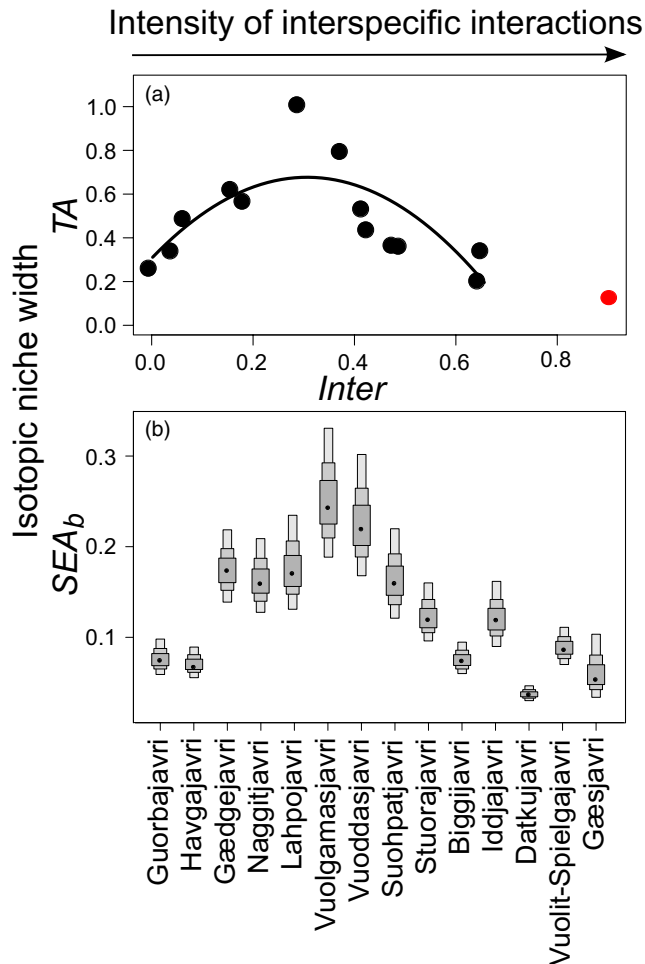 Intensity of interspecific interactions
(a)
1.0
0.8
0.6
0.4
0.2
0.0
TA
0.0 0.2 0.4 0.6 0.8
Inter
Isotopic niche width
(b)
0.3
0.2
0.1
SEAb
Guorbajavri
Havgajavri
Gædgejavri
Naggitjavri
Lahpojavri
Vuolgamasjavri
Vuoddasjavri
Suohpatjavri
Stuorajavri
Biggijavri
Iddjajavri
Datkujavri
Vuolit-Spielgajavri
Gæsjavri